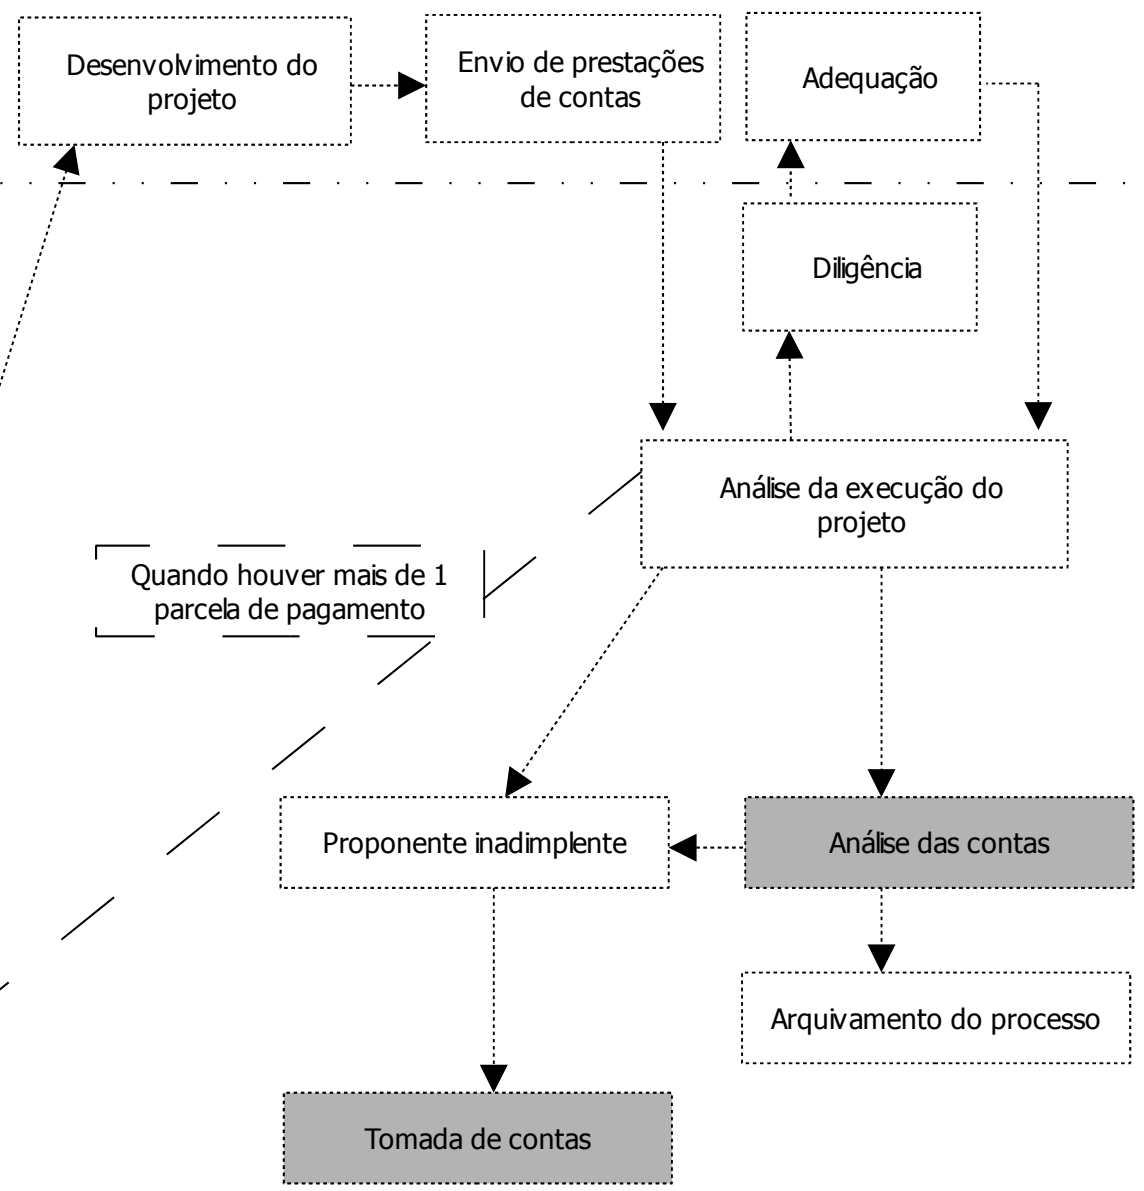 Desenvolvimento do
projeto
Envio de prestações
de contas
Adequação
Diligência
Análise da execução do
projeto
Quando houver mais de 1
parcela de pagamento
Proponente inadimplente
Análise das contas
Arquivamento do processo
Tomada de contas